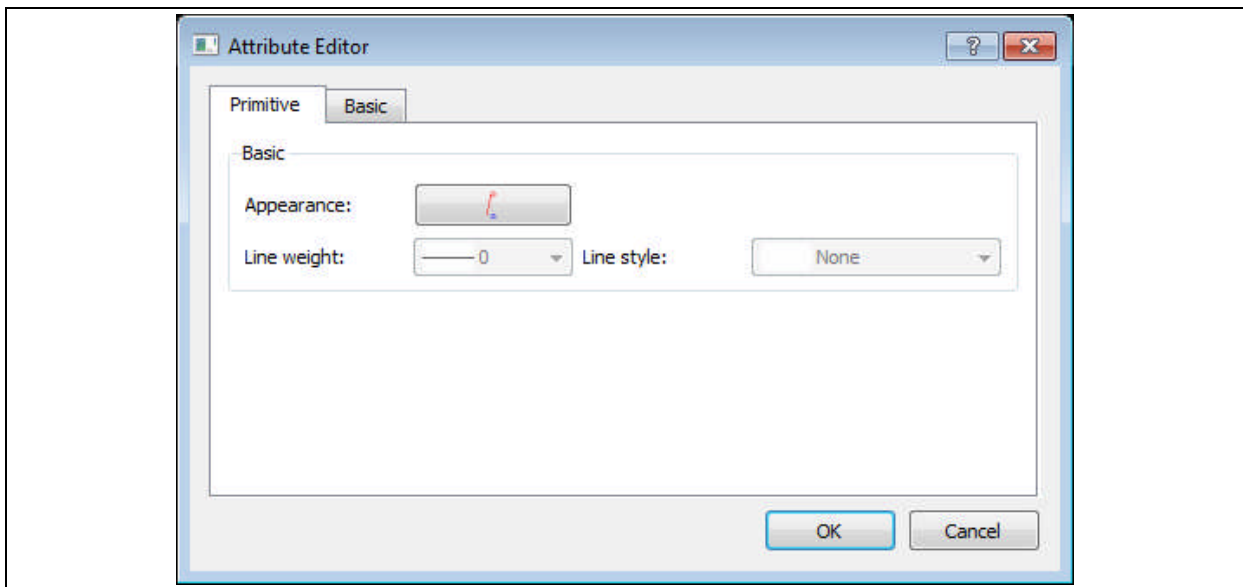 Attribute Editor
Primitive Basic
Basic
Appearance:
Line weight: 0 Line style: None
OK Cancel